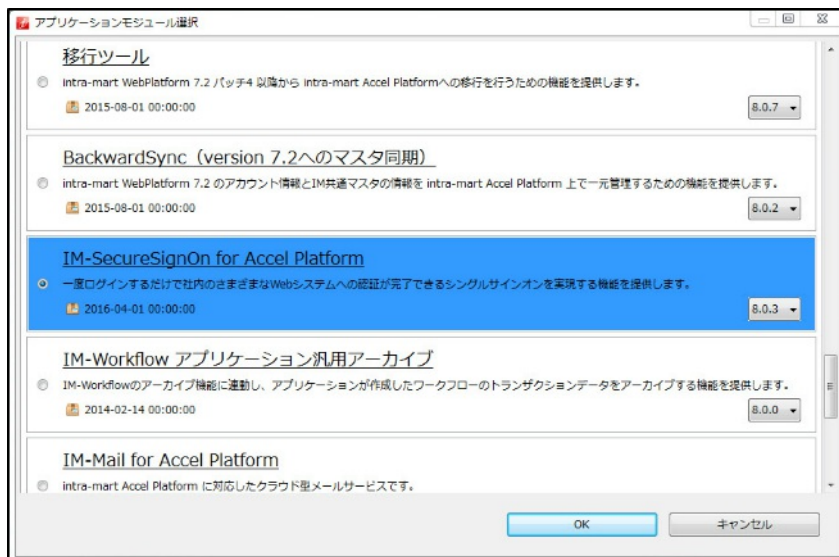 アプリケーションモジュール選択
移行ツール
intra-mart WebPlatform 7.2 パッチ4 以降から intra-mart Accel Platformへの移行を行うための機能を提供します。
2015-08-01 00:00:00
8.0.7
BackwardSync（version 7.2へのマスタ同期）
intra-mart WebPlatform 7.2 のアカウント情報とIM共通マスタの情報を intra-mart Accel Platform 上で一元管理するための機能を提供します。
2015-08-01 00:00:00
8.0.2
IM-SecureSignOn for Accel Platform
一度ログインするだけで社内のさまざまなWebシステムへの認証が完了できるシングルサインオンを実現する機能を提供します。
2016-04-01 00:00:00
8.0.3
IM-Workflow アプリケーション汎用アーカイブ
IM-Workflowのアーカイブ機能に連動し、アプリケーションが作成したワークフローのトランザクションデータをアーカイブする機能を提供します。
2014-02-14 00:00:00
8.0.0
IM-Mail for Accel Platform
intra-mart Accel Platform に対応したクラウド型メールサービスです。
OK
キャンセル